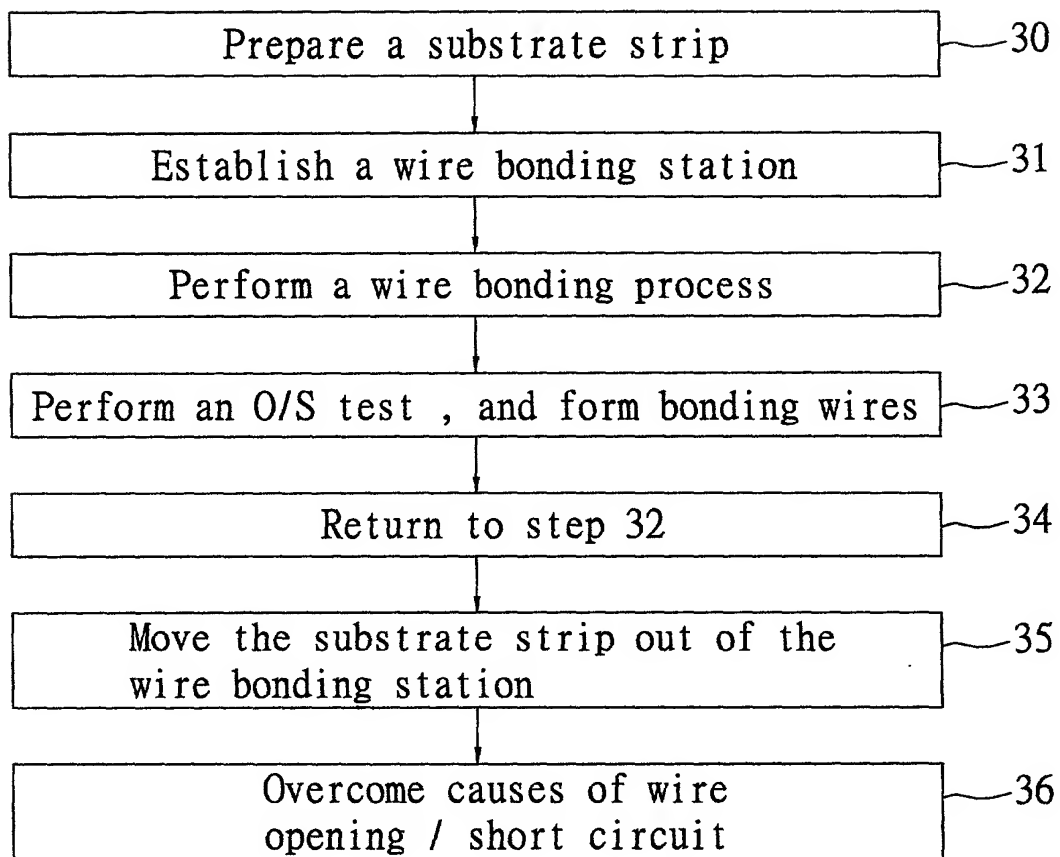 Prepare a substrate strip 30
Establish a wire bonding station 31
Perform a wire bonding process 32
Perform an O/S test , and form bonding wires 33
Return to step 32 34
Move the substrate strip out of the 35
wire bonding station
Overcome causes of wire 36
opening / short circuit